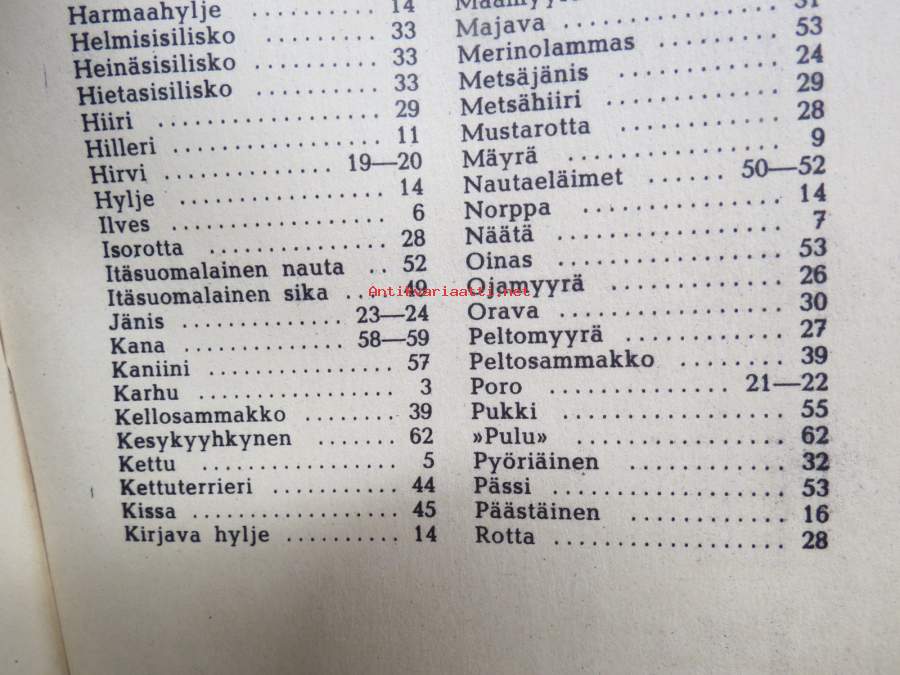 Harmaahylje .......... 14
Helmisisilisko ........ 33
Heinäsisilisko ......... 33
Hietasisilisko ......... 33
Hiiri ................ 29
Hilleri ............... 11
Hirvi .............. 19—20
Hylje ............... 14
Ilves ................ 6
Isorotta ............. 28
Itäsuomalainen nauta .. 52
Itäsuomalainen sika .... 49
Jänis ............. 23—24
Kana ............. 58—59
Kaniini .............. 57
Karhu ................ 3
Kellosammakko ....... 39
Kesykyyhkynen ...... 62
Kettu ................ 5
Kettuterrieri .......... 44
Kissa ................ 45
Kirjava hylje .......... 14
Majava .............. 31
Merinolammas ........ 53
Metsäjänis ............ 24
Metsähiiri ............ 29
Mustarotta ........... 28
Mäyrä ............... 9
Nautaeläimet ...... 50—52
Norppa .............. 14
Näätä ............... 7
Oinas ............... 53
Ojamyyrä ........... 26
Orava ............... 30
Peltomyyrä ........... 27
Peltosammakko ....... 39
Poro .............. 21—22
Pukki ............... 55
»Pulu» .............. 62
Pyöriäinen ........... 32
Pässi ................ 53
Päästäinen ........... 16
Rotta ................ 28
Antikvariaatti.net